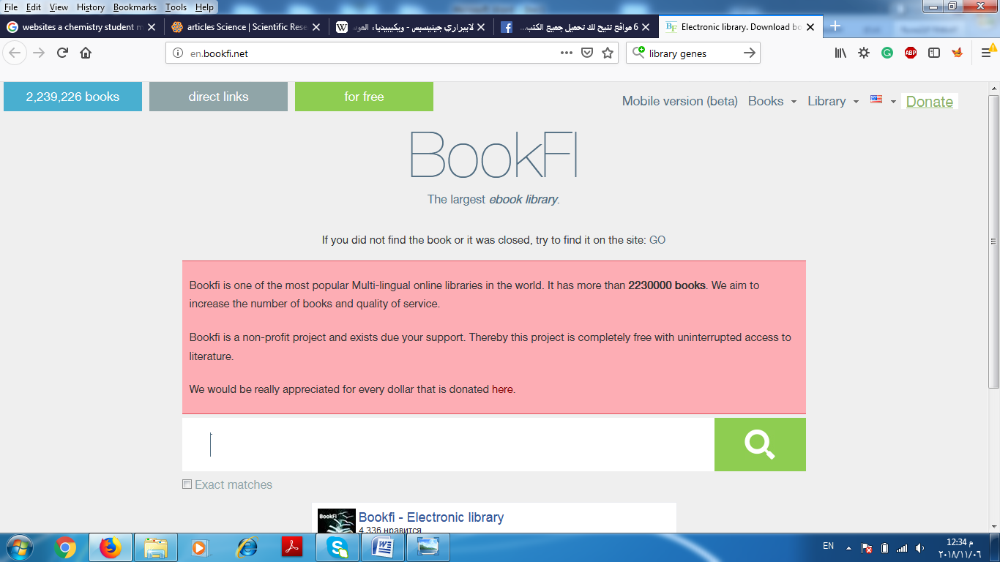 File Edit View History Bookmarks Tools Help
websites a chemistry student m
articles Science | Scientific Rese
لايبراري جينيسيس - ويكيبيديا، المو
6 مواقع تتيح لك تحميل جميع الكتب...
Electronic library. Download bo
en.bookfi.net
library genes
2,239,226 books direct links for free
Mobile version (beta) Books Library Donate
BookFI
The largest ebook library.
If you did not find the book or it was closed, try to find it on the site: GO
Bookfi is one of the most popular Multi-lingual online libraries in the world. It has more than 2230000 books. We aim to
increase the number of books and quality of service.
Bookfi is a non-profit project and exists due your support. Thereby this project is completely free with uninterrupted access to
literature.
We would be really appreciated for every dollar that is donated here.
Exact matches
BookFi
Bookfi - Electronic library
4 336 нравится
EN
12:34 م
٢٠١٨/١١/٠٦